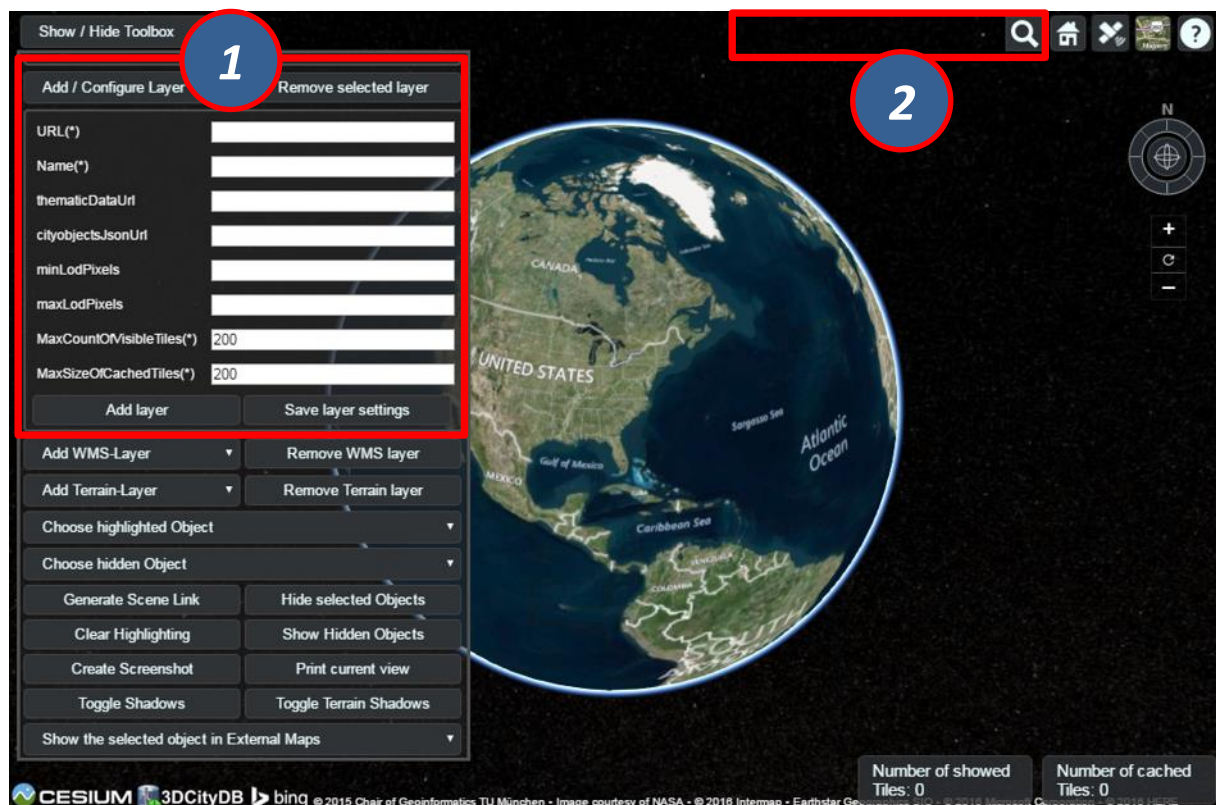 Show / Hide Toolbox
1
2
?
Add / Configure Layer
Remove selected layer
URL(*)
Name(*)
thematicDataUrl
cityobjectsJsonUrl
minLodPixels
maxLodPixels
MaxCountOfVisibleTiles(*) 200
MaxSizeOfCachedTiles(*) 200
Add layer
Save layer settings
Add WMS-Layer
Remove WMS layer
Add Terrain-Layer
Remove Terrain layer
Choose highlighted Object
Choose hidden Object
Generate Scene Link
Hide selected Objects
Clear Highlighting
Show Hidden Objects
Create Screenshot
Print current view
Toggle Shadows
Toggle Terrain Shadows
Show the selected object in External Maps
N
CANADA
UNITED STATES
Sargasso Sea
Atlantic
Ocean
Gulf of Mexico
MEXICO
Caribbean Sea
VENEZUELA
COLOMBIA
Number of showed
Tiles: 0
Number of cached
Tiles: 0
CESIUM 3DCityDB bing © 2015 Chair of Geoinformatics TU München • Image courtesy of NASA • © 2016 Intermap • Earthstar